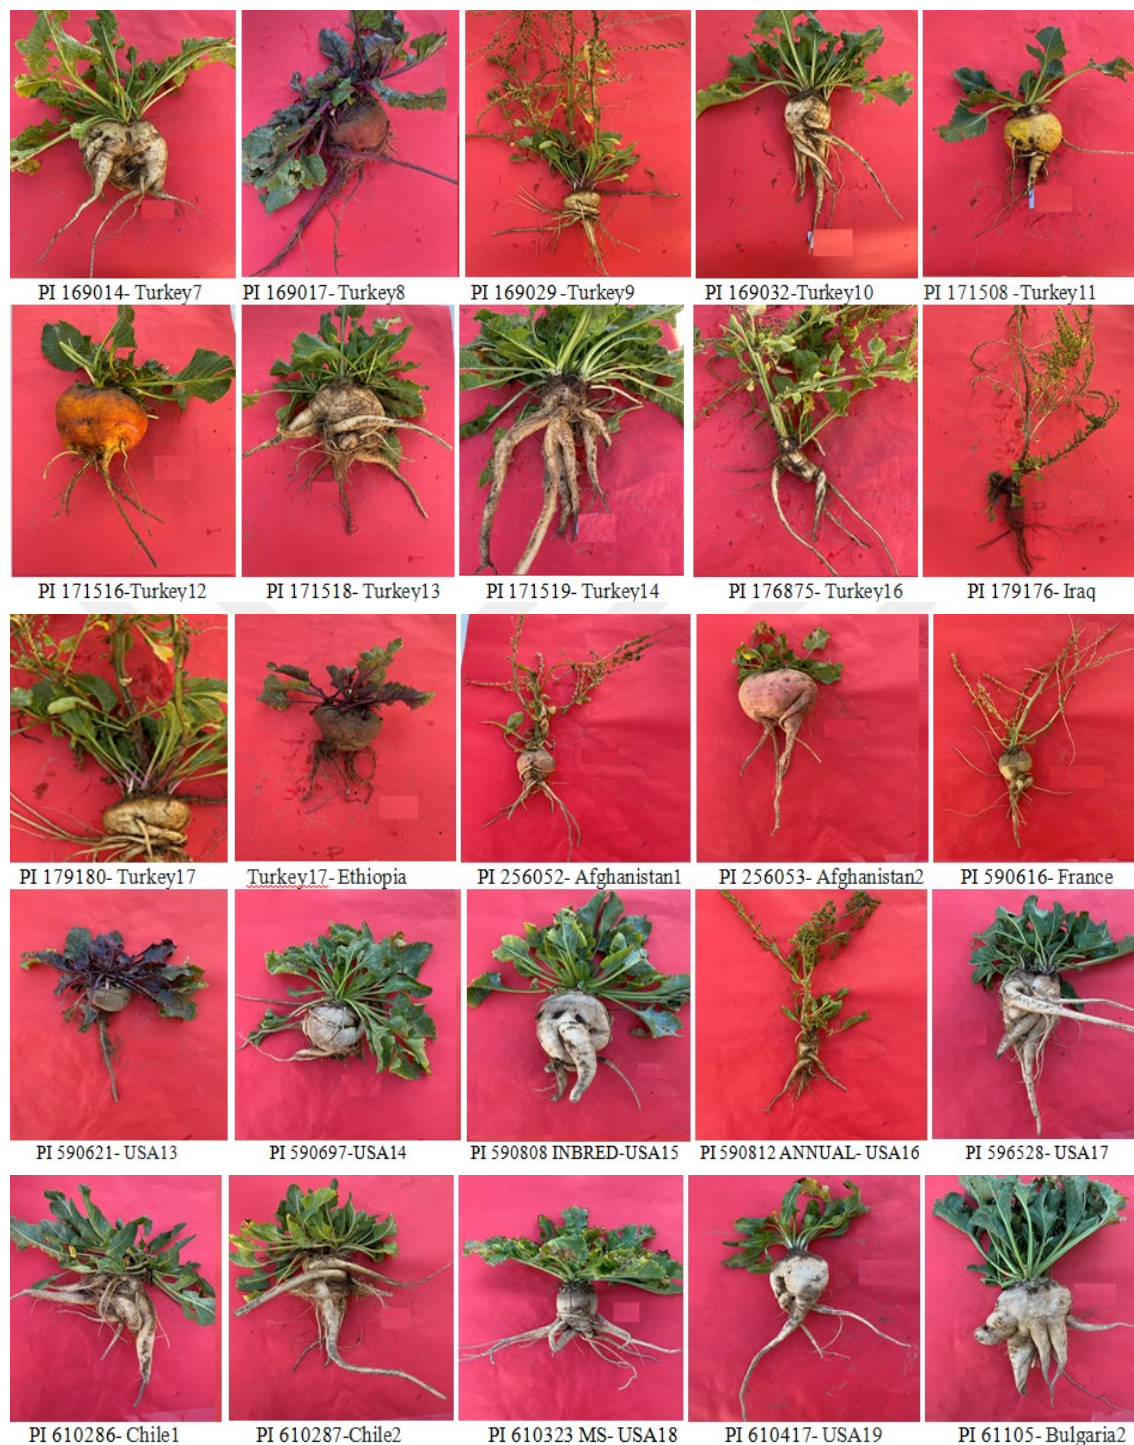 PI 169014- Turkey7 PI 169017- Turkey8 PI 169029 -Turkey9 PI 169032-Turkey10 PI 171508 -Turkey11
PI 171516-Turkey12 PI 171518- Turkey13 PI 171519- Turkey14 PI 176875- Turkey16 PI 179176- Iraq
PI 179180- Turkey17 Turkey17- Ethiopia PI 256052- Afghanistan1 PI 256053- Afghanistan2 PI 590616- France
PI 590621- USA13 PI 590697-USA14 PI 590808 INBRED-USA15 PI 590812 ANNUAL- USA16 PI 596528- USA17
PI 610286- Chile1 PI 610287-Chile2 PI 610323 MS- USA18 PI 610417- USA19 PI 61105- Bulgaria2